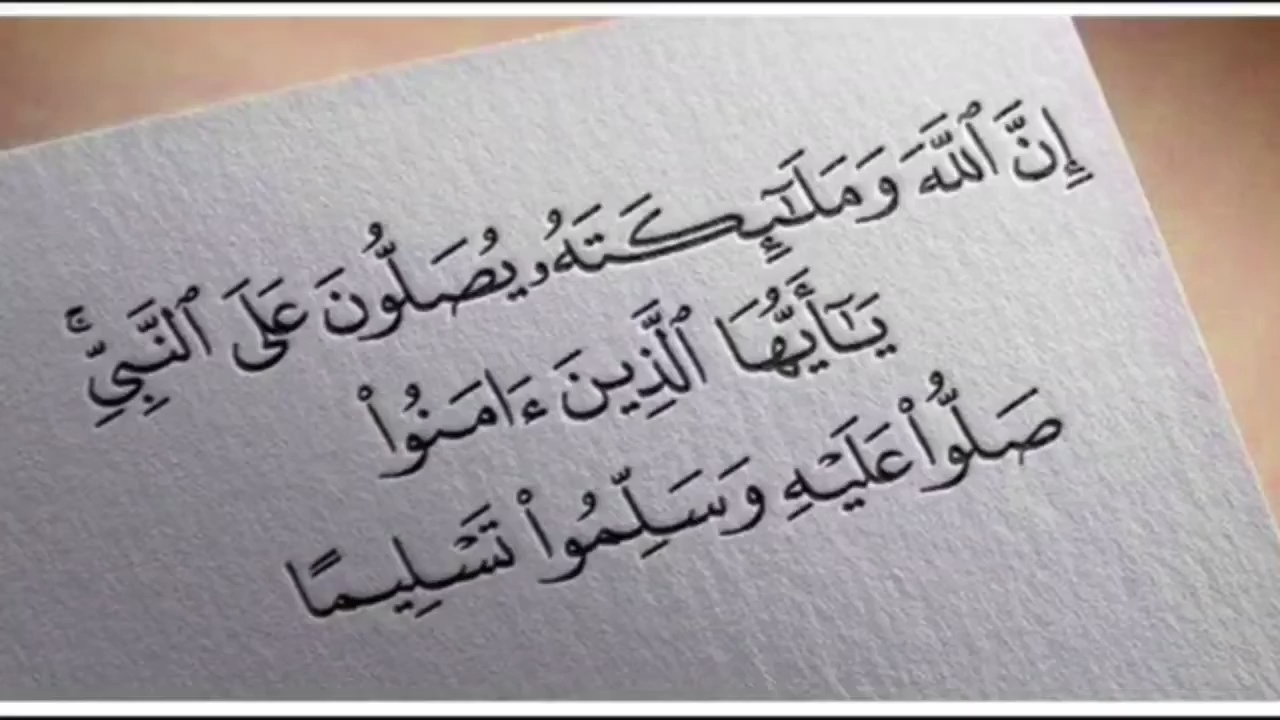 إِنَّ ٱللَّهَ وَمَلَـٰٓئِكَتَهُۥ يُصَلُّونَ عَلَى ٱلنَّبِىِّ ۚ
يَـٰٓأَيُّهَا ٱلَّذِينَ ءَامَنُوا۟
صَلُّوا۟ عَلَيْهِ وَسَلِّمُوا۟ تَسْلِيمًا